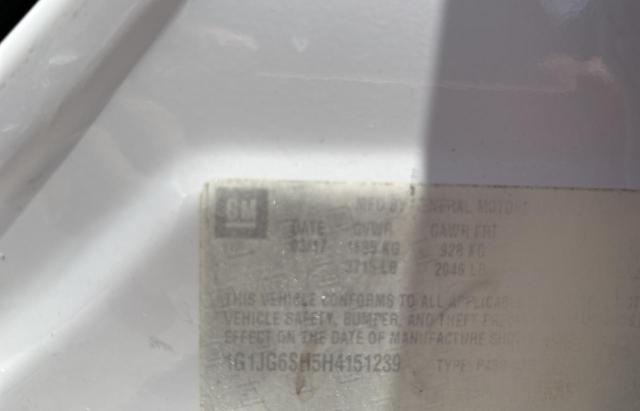 GM
MFD BY GENERAL MOTORS
DATE GVWR GAWR FRT
03/17 1685 KG 928 KG
3715 LB 2046 LB
THIS VEHICLE CONFORMS TO ALL APPLICABLE
VEHICLE SAFETY, BUMPER, AND THEFT
EFFECT ON THE DATE OF MANUFACTURE
1G1JG6SH5H4151239 TYPE: